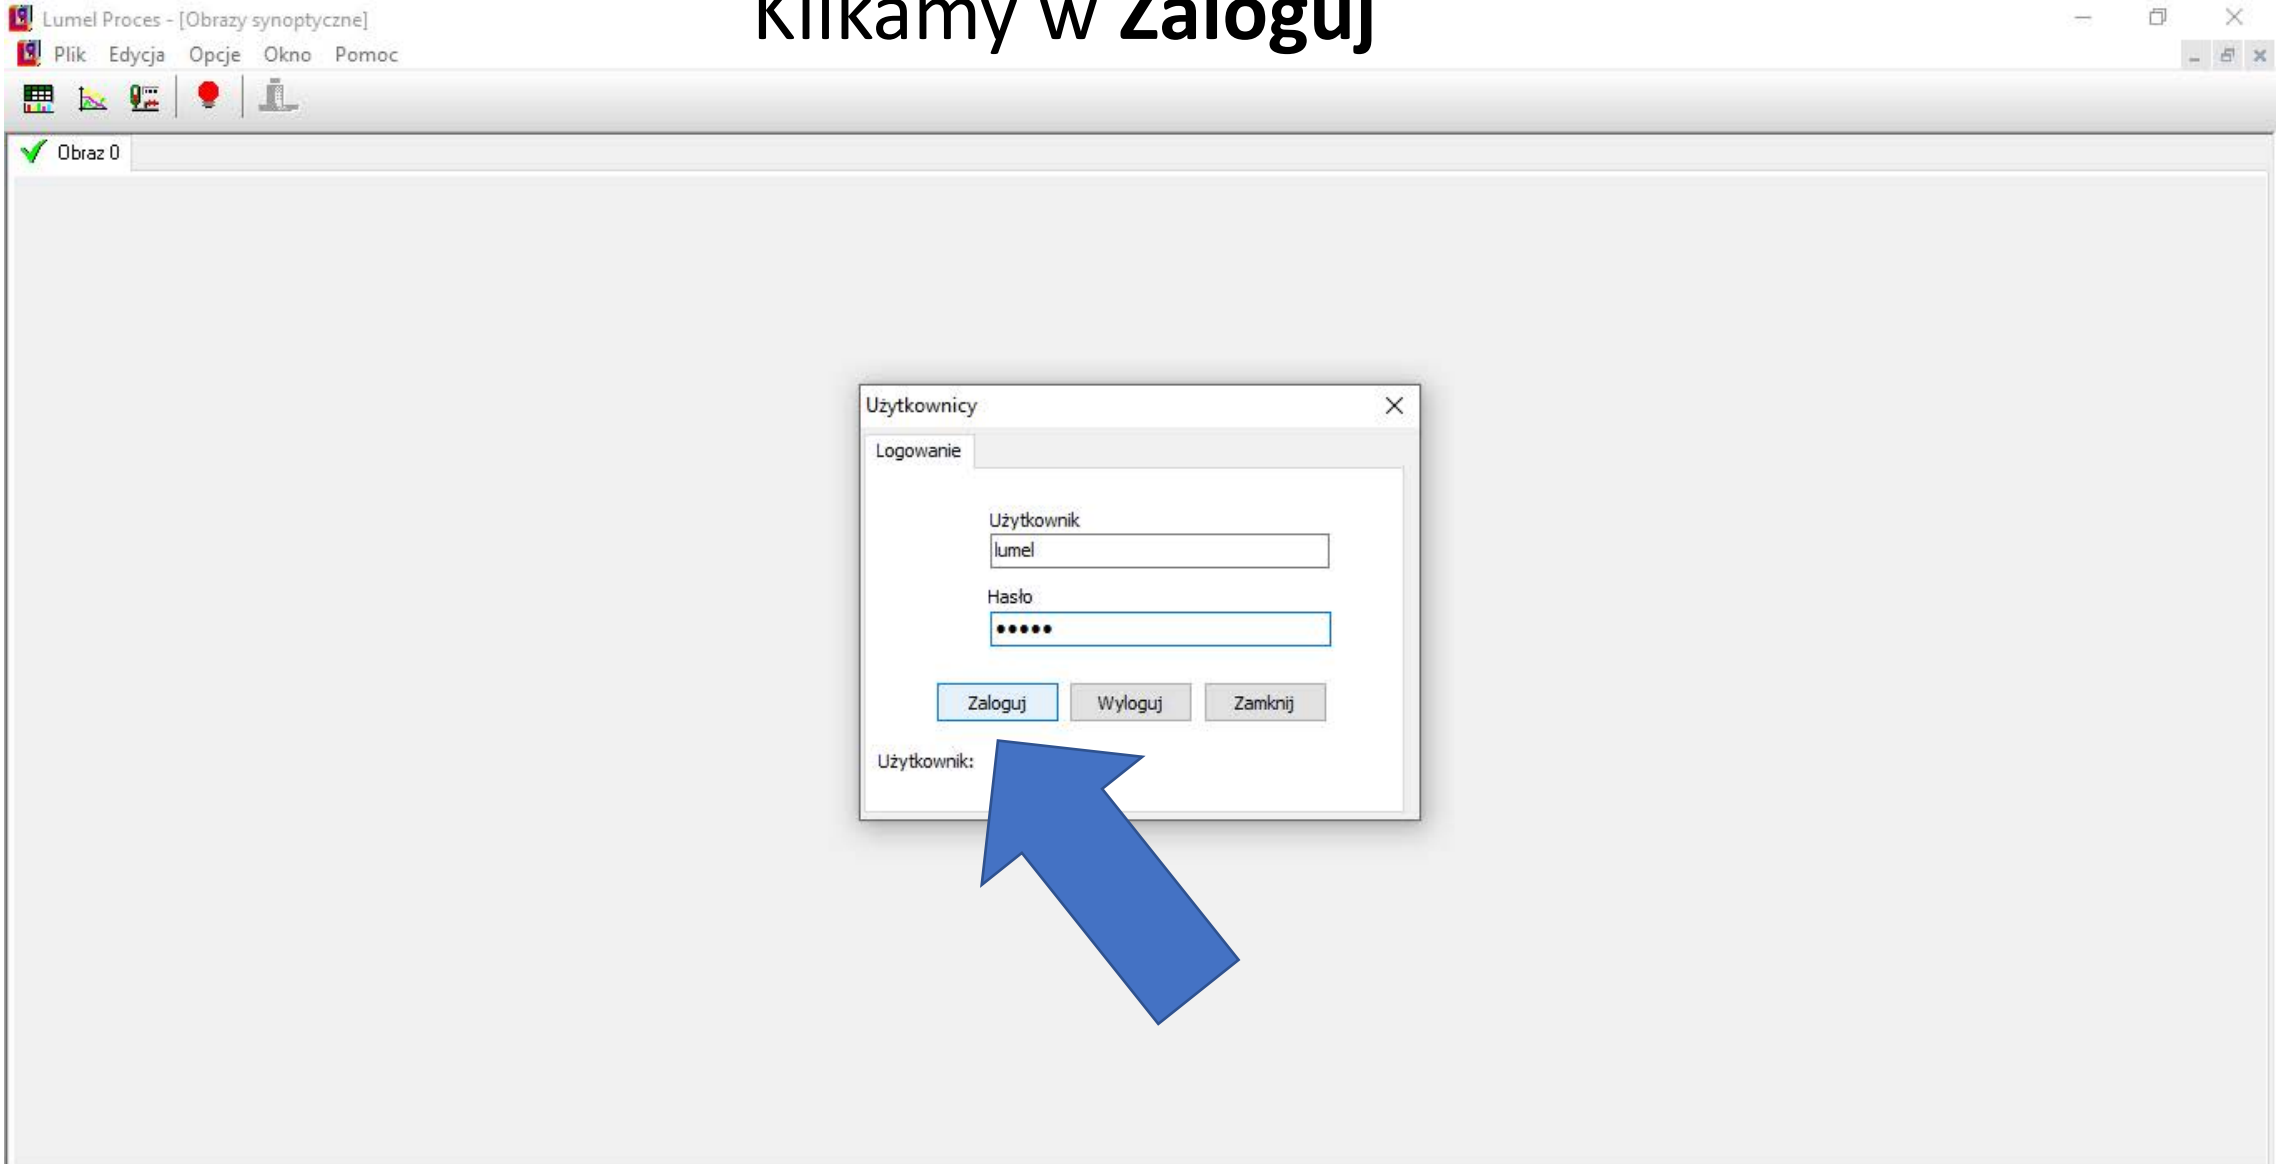 Klikamy w Zaloguj
Lumel Proces - [Obrazy synoptyczne]
Plik Edycja Opcje Okno Pomoc
Obraz 0
Użytkownicy
Logowanie
Użytkownik
lumel
Hasło
•••••
Zaloguj Wyloguj Zamknij
Użytkownik: